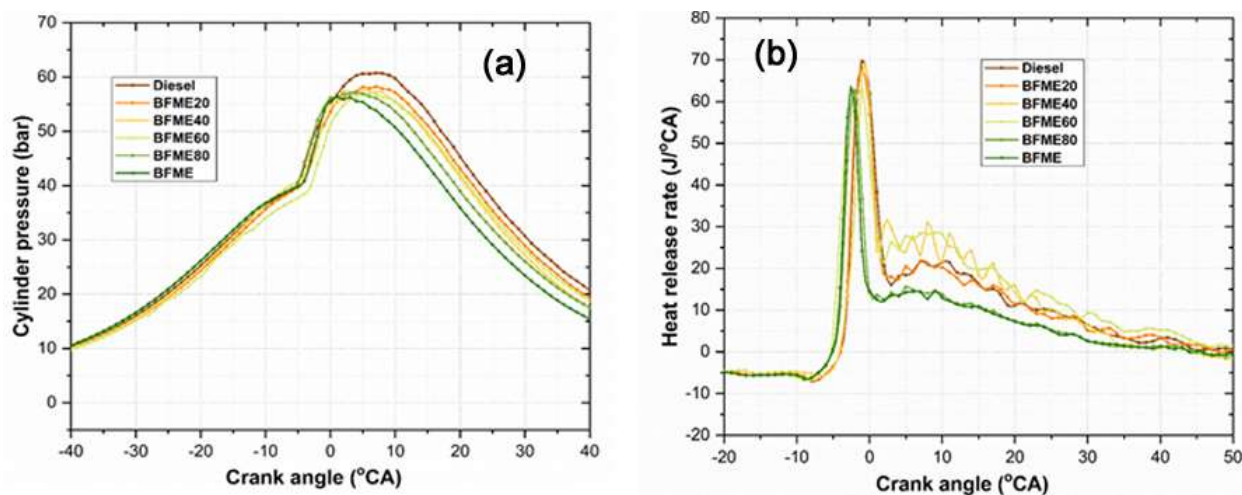 (a)
Cylinder pressure (bar)
70
60
50
40
30
20
10
0
Diesel
BFME20
BFME40
BFME60
BFME80
BFME
-40
-30
-20
-10
0
10
20
30
40
Crank angle (°CA)
(b)
Heat release rate (J/°CA)
80
70
60
50
40
30
20
10
0
-10
-20
Diesel
BFME20
BFME40
BFME60
BFME80
BFME
-20
-10
0
10
20
30
40
50
Crank angle (°CA)